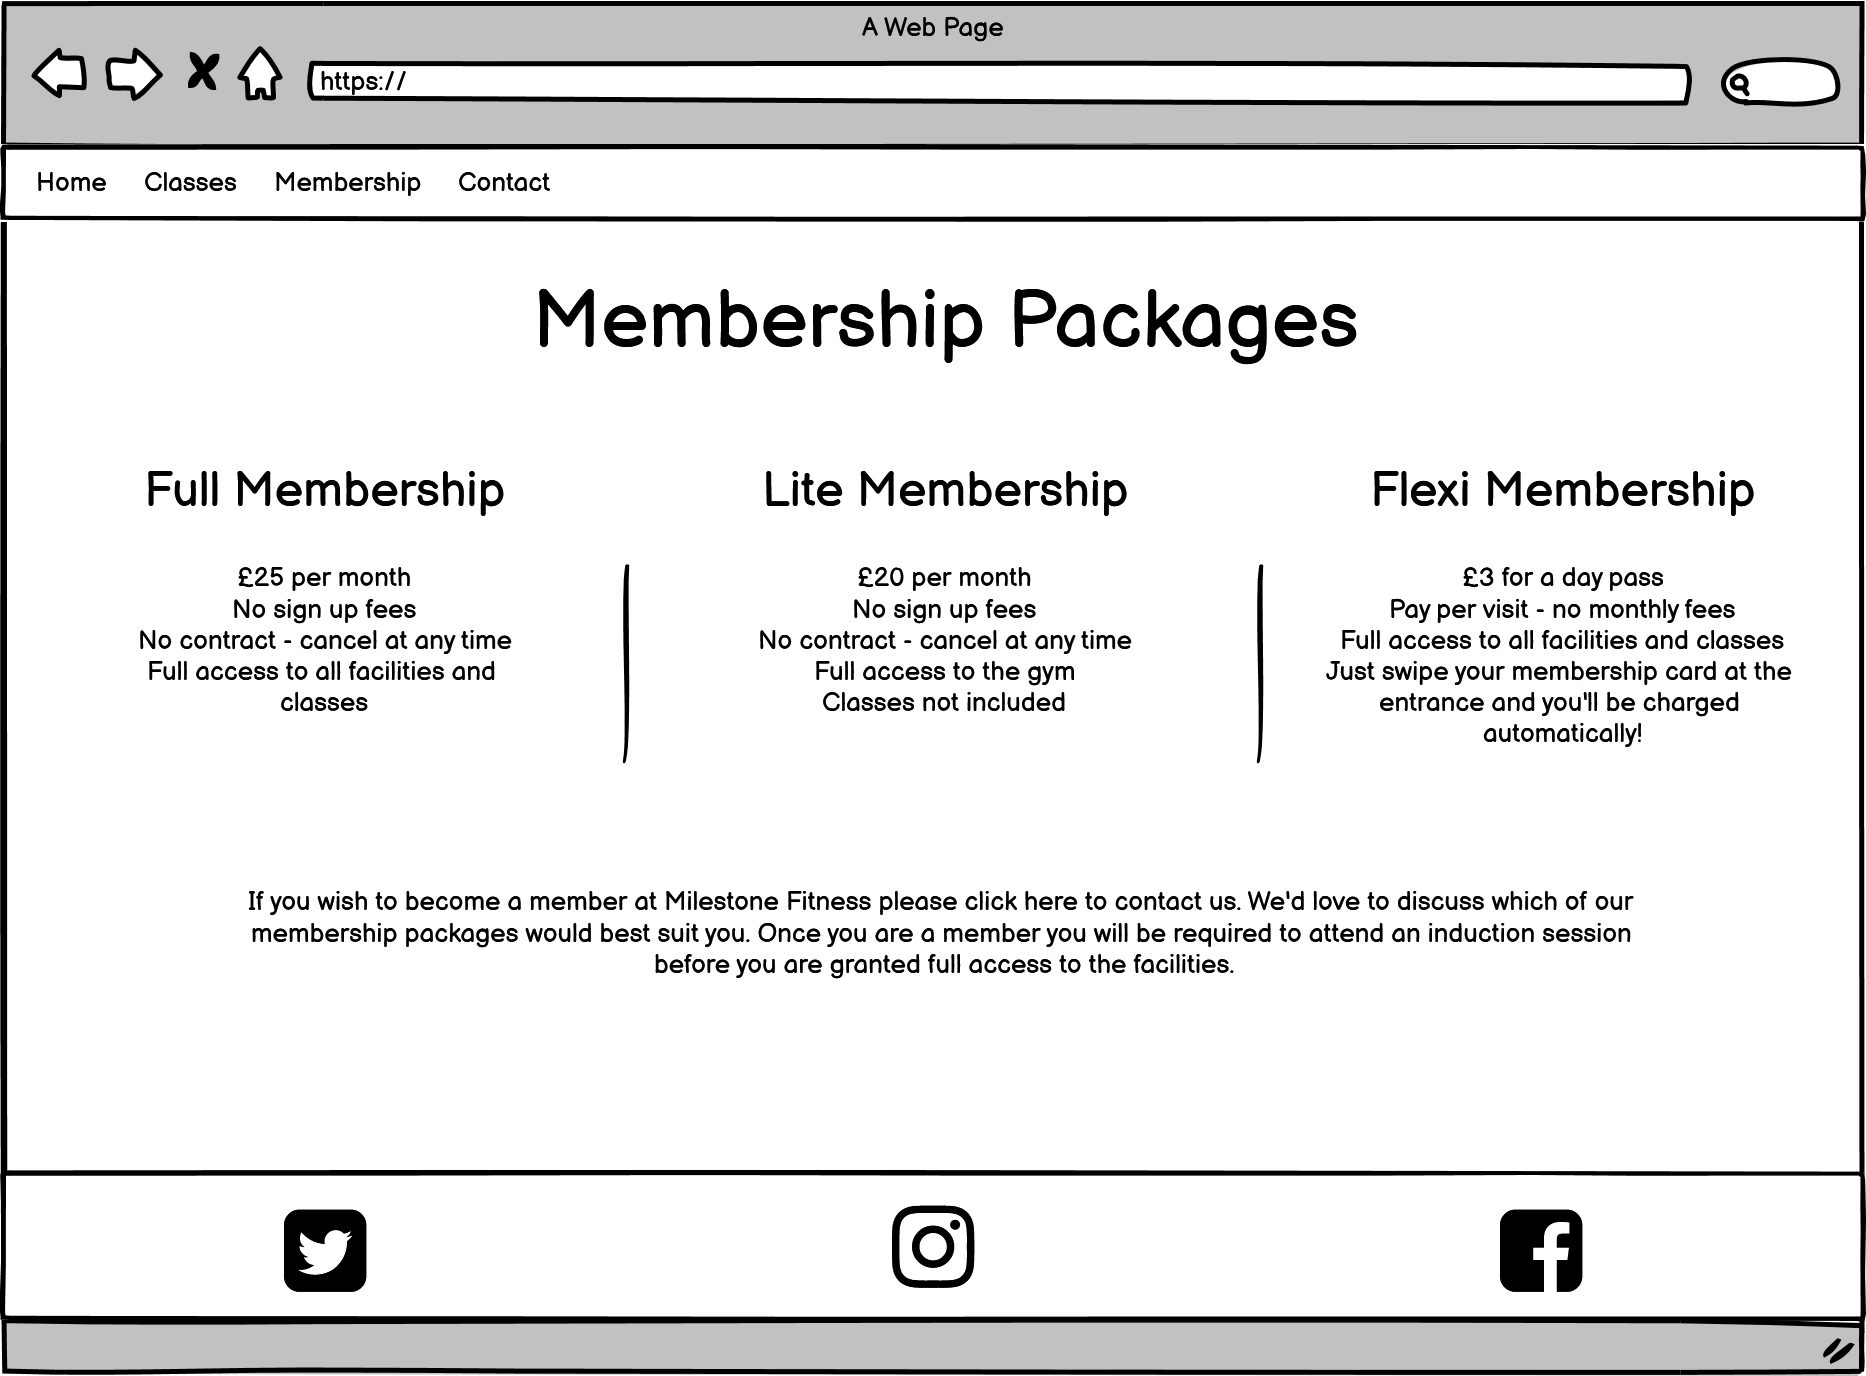 A Web Page
https://
Home Classes Membership Contact
Membership Packages
Full Membership
£25 per month
No sign up fees
No contract - cancel at any time
Full access to all facilities and
classes
Lite Membership
£20 per month
No sign up fees
No contract - cancel at any time
Full access to the gym
Classes not included
Flexi Membership
£3 for a day pass
Pay per visit - no monthly fees
Full access to all facilities and classes
Just swipe your membership card at the
entrance and you'll be charged
automatically!
If you wish to become a member at Milestone Fitness please click here to contact us. We'd love to discuss which of our
membership packages would best suit you. Once you are a member you will be required to attend an induction session
before you are granted full access to the facilities.